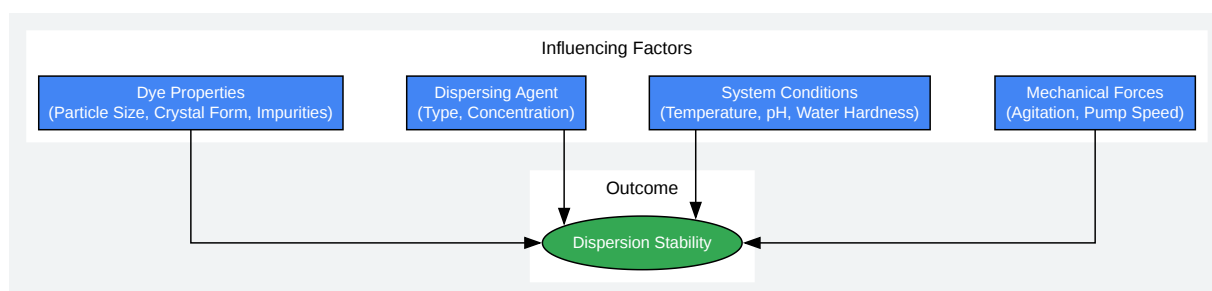 Influencing Factors
Dye Properties
(Particle Size, Crystal Form, Impurities)
Dispersing Agent
(Type, Concentration)
System Conditions
(Temperature, pH, Water Hardness)
Mechanical Forces
(Agitation, Pump Speed)
Outcome
Dispersion Stability